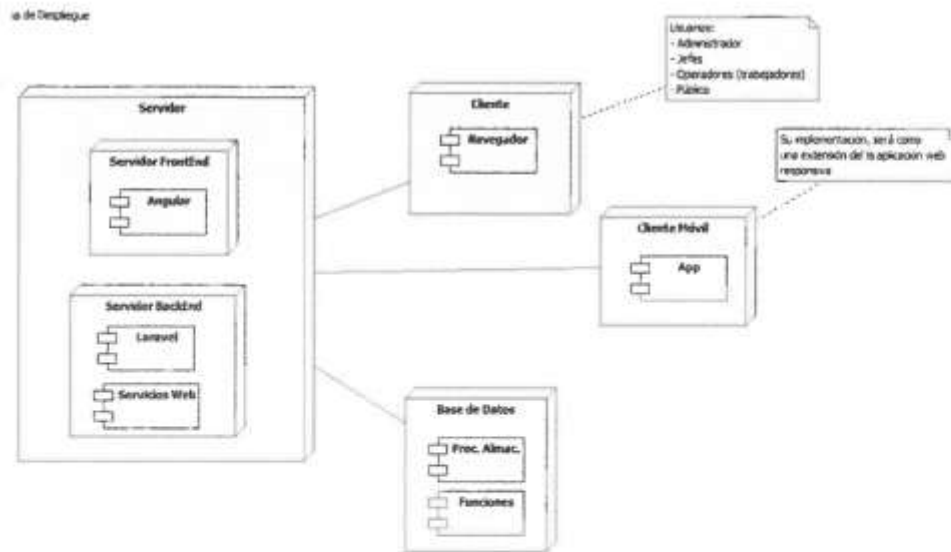 de Despliegue
Usuarios:
- Administrador
- Jefes
- Operadores (trabajadores)
- Público
Servidor
Cliente
Navegador
Su implementación, será como
una extensión de la aplicación web
responsiva
Servidor FrontEnd
Angular
Cliente Móvil
App
Servidor BackEnd
Laravel
Servicios Web
Base de Datos
Proc. Almac.
Funciones